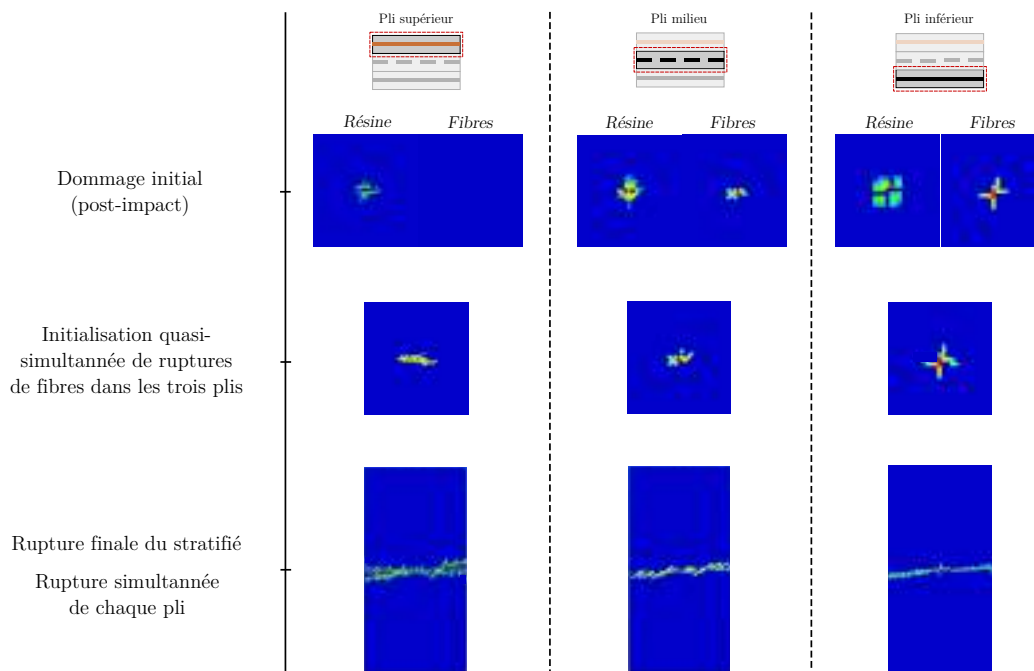 Pli supérieur
Pli milieu
Pli inférieur
Résine
Fibres
Résine
Fibres
Résine
Fibres
Dommage initial
(post-impact)
Initialisation quasi-
simultannée de ruptures
de fibres dans les trois plis
Rupture finale du stratifié
Rupture simultannée
de chaque pli